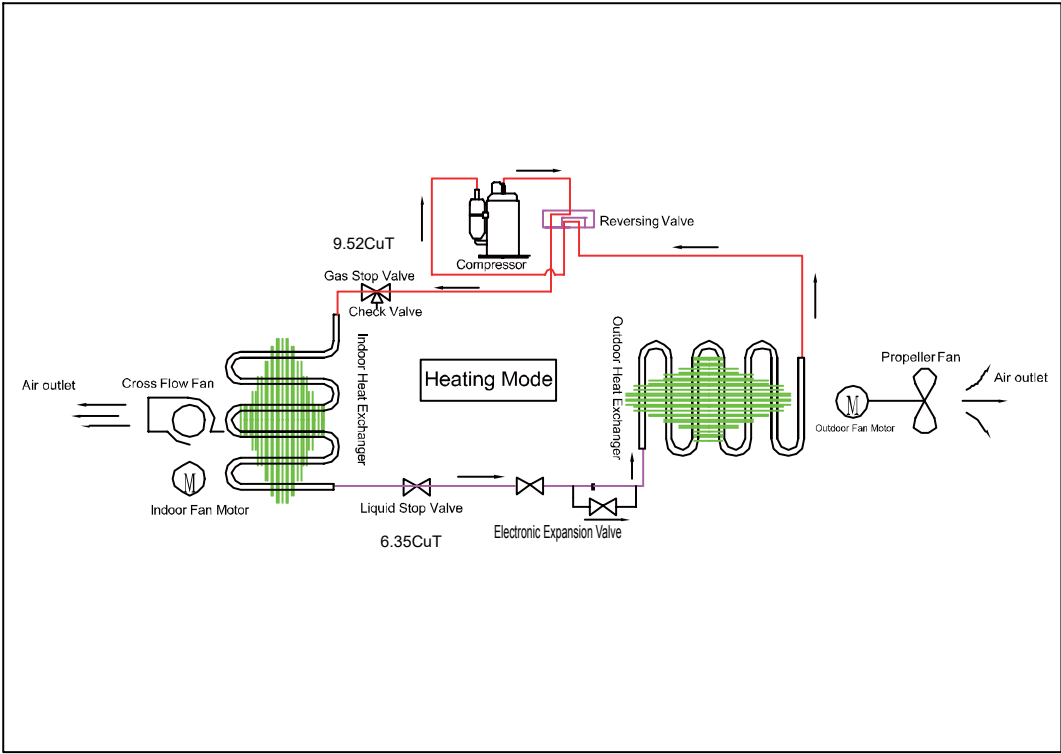 Reversing Valve
9.52CuT
Compressor
Gas Stop Valve
Check Valve
Indoor Heat Exchanger
Outdoor Heat Exchanger
Heating Mode
Propeller Fan
Air outlet
Air outlet
Cross Flow Fan
M
Outdoor Fan Motor
M
Indoor Fan Motor
Liquid Stop Valve
Electronic Expansion Valve
6.35CuT